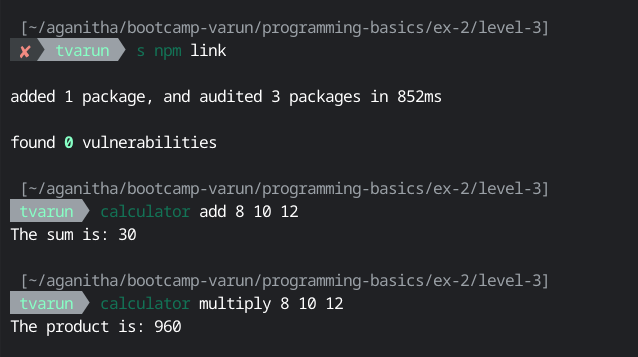 [~/aganitha/bootcamp-varun/programming-basics/ex-2/level-3]
✘ tvarun s npm link
added 1 package, and audited 3 packages in 852ms
found 0 vulnerabilities
[~/aganitha/bootcamp-varun/programming-basics/ex-2/level-3]
tvarun calculator add 8 10 12
The sum is: 30
[~/aganitha/bootcamp-varun/programming-basics/ex-2/level-3]
tvarun calculator multiply 8 10 12
The product is: 960